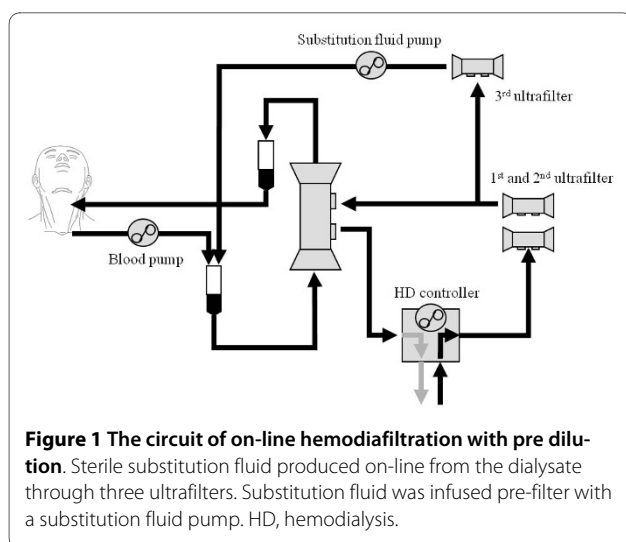 Substitution fluid pump
3rd ultrafilter
1st and 2nd ultrafilter
Blood pump
HD controller
Figure 1 The circuit of on-line hemodiafiltration with pre dilu-
tion. Sterile substitution fluid produced on-line from the dialysate
through three ultrafilters. Substitution fluid was infused pre-filter with
a substitution fluid pump. HD, hemodialysis.